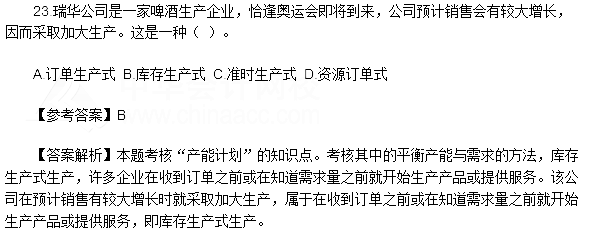 23.瑞华公司是一家啤酒生产企业，恰逢奥运会即将到来，公司预计销售会有较大增长，
因而采取加大生产。这是一种（ ）。
A.订单生产式 B.库存生产式 C.准时生产式 D.资源订单式
【参考答案】B
【答案解析】本题考核“产能计划”的知识点。考核其中的平衡产能与需求的方法，库存
生产式生产，许多企业在收到订单之前或在知道需求量之前就开始生产产品或提供服务。该公
司在预计销售有较大增长时就采取加大生产，属于在收到订单之前或在知道需求量之前就开始
生产产品或提供服务，即库存生产式生产。